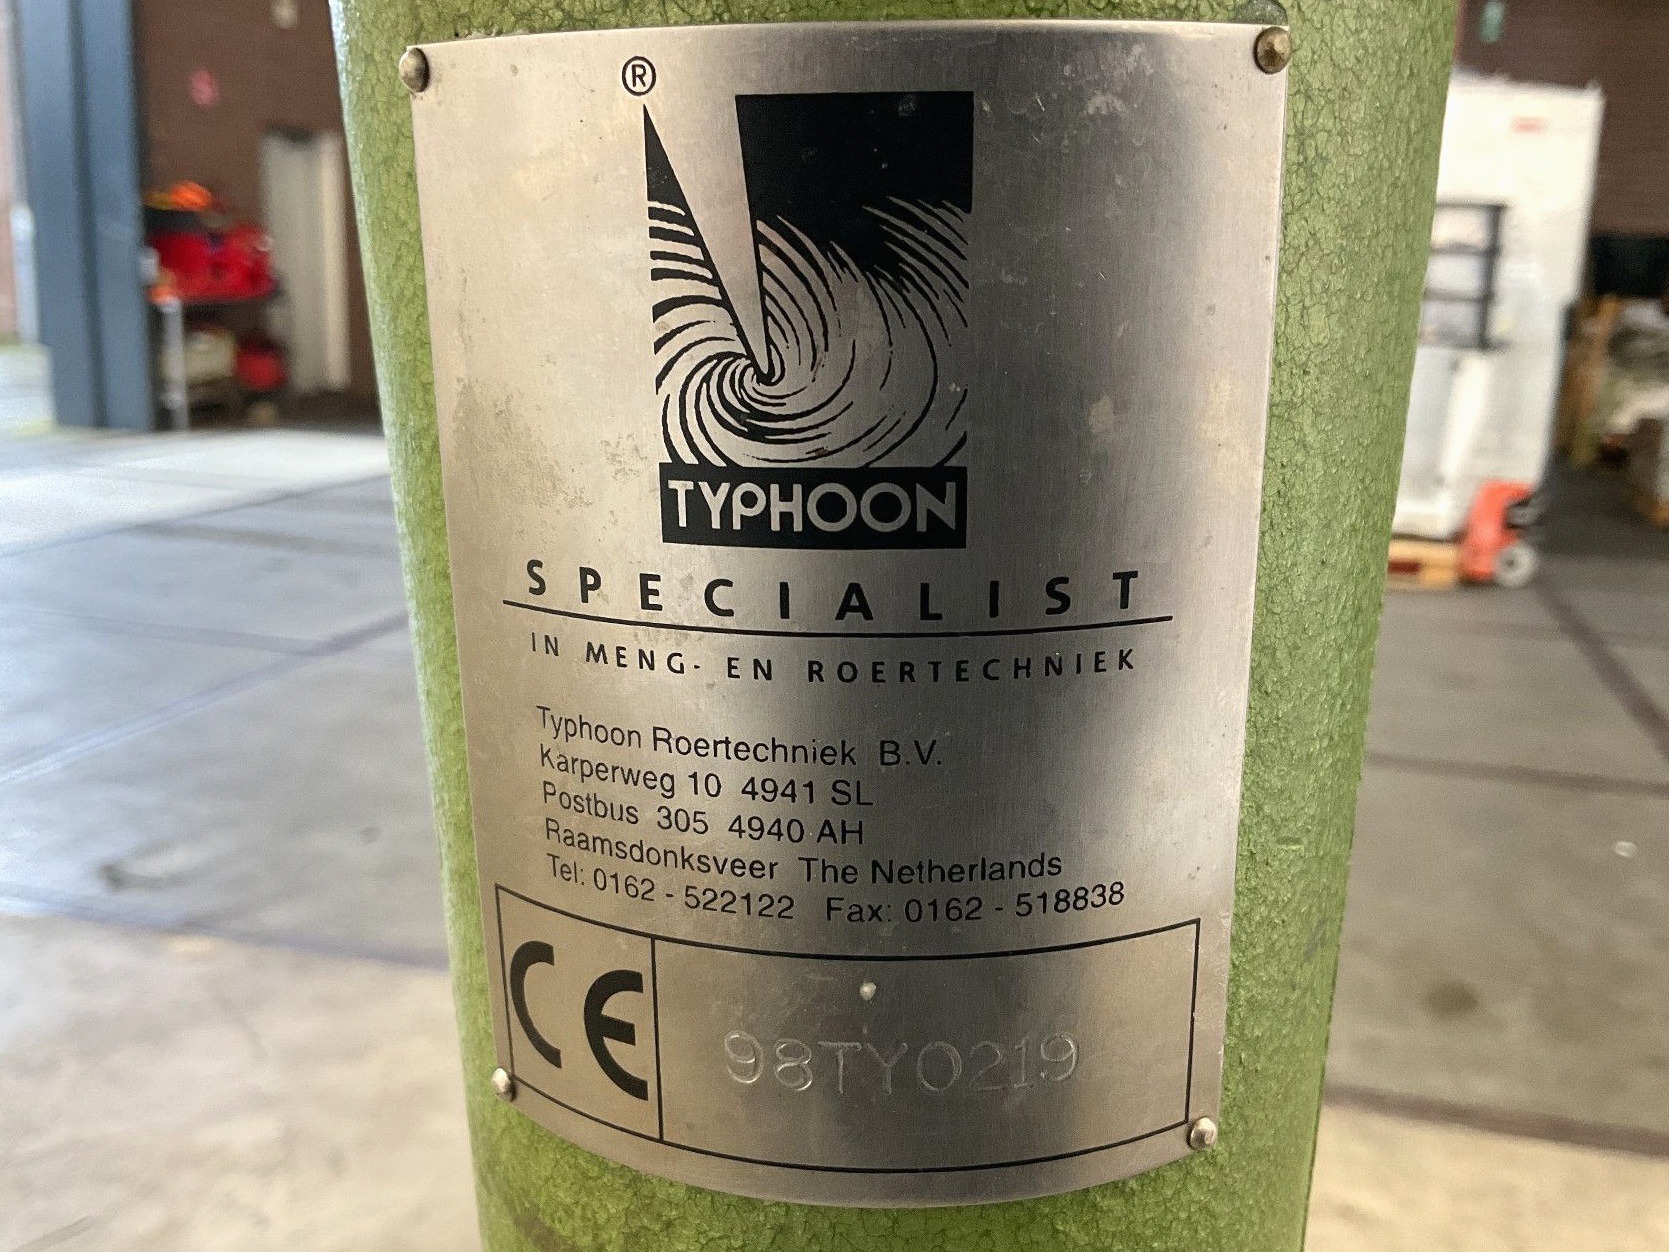 ®
TYPHOON
SPECIALIST
IN MENG- EN ROERTECHNIEK
Typhoon Roertechniek B.V.
Karperweg 10 4941 SL
Postbus 305 4940 AH
Raamsdonksveer The Netherlands
Tel: 0162 - 522122 Fax: 0162 - 518838
CE
98TY0219